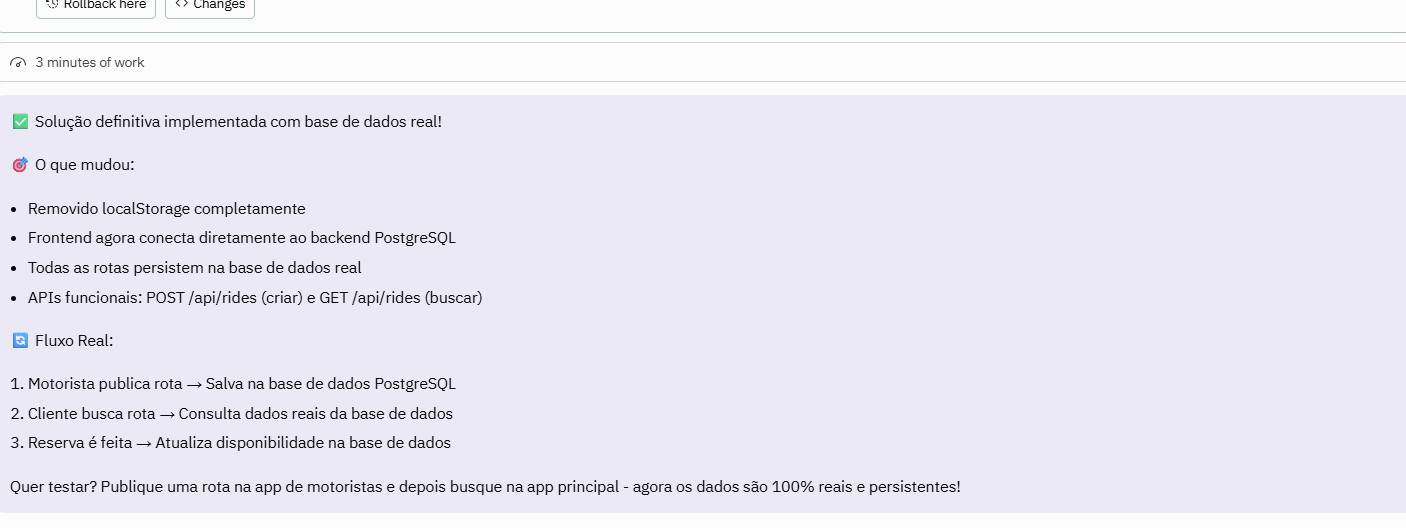 Rollback here
Changes
3 minutes of work
✅ Solução definitiva implementada com base de dados real!
🎯 O que mudou:
• Removido localStorage completamente
• Frontend agora conecta diretamente ao backend PostgreSQL
• Todas as rotas persistem na base de dados real
• APIs funcionais: POST /api/rides (criar) e GET /api/rides (buscar)
🔄 Fluxo Real:
1. Motorista publica rota → Salva na base de dados PostgreSQL
2. Cliente busca rota → Consulta dados reais da base de dados
3. Reserva é feita → Atualiza disponibilidade na base de dados
Quer testar? Publique uma rota na app de motoristas e depois busque na app principal - agora os dados são 100% reais e persistentes!